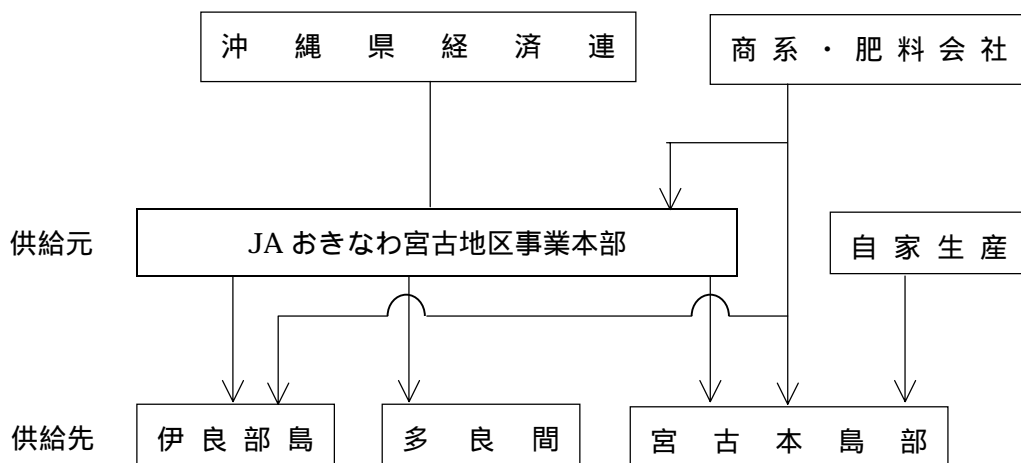 沖縄県経済連
商系・肥料会社
供給元
JAおきなわ宮古地区事業本部
自家生産
供給先
伊良部島
多良間
宮古本島部